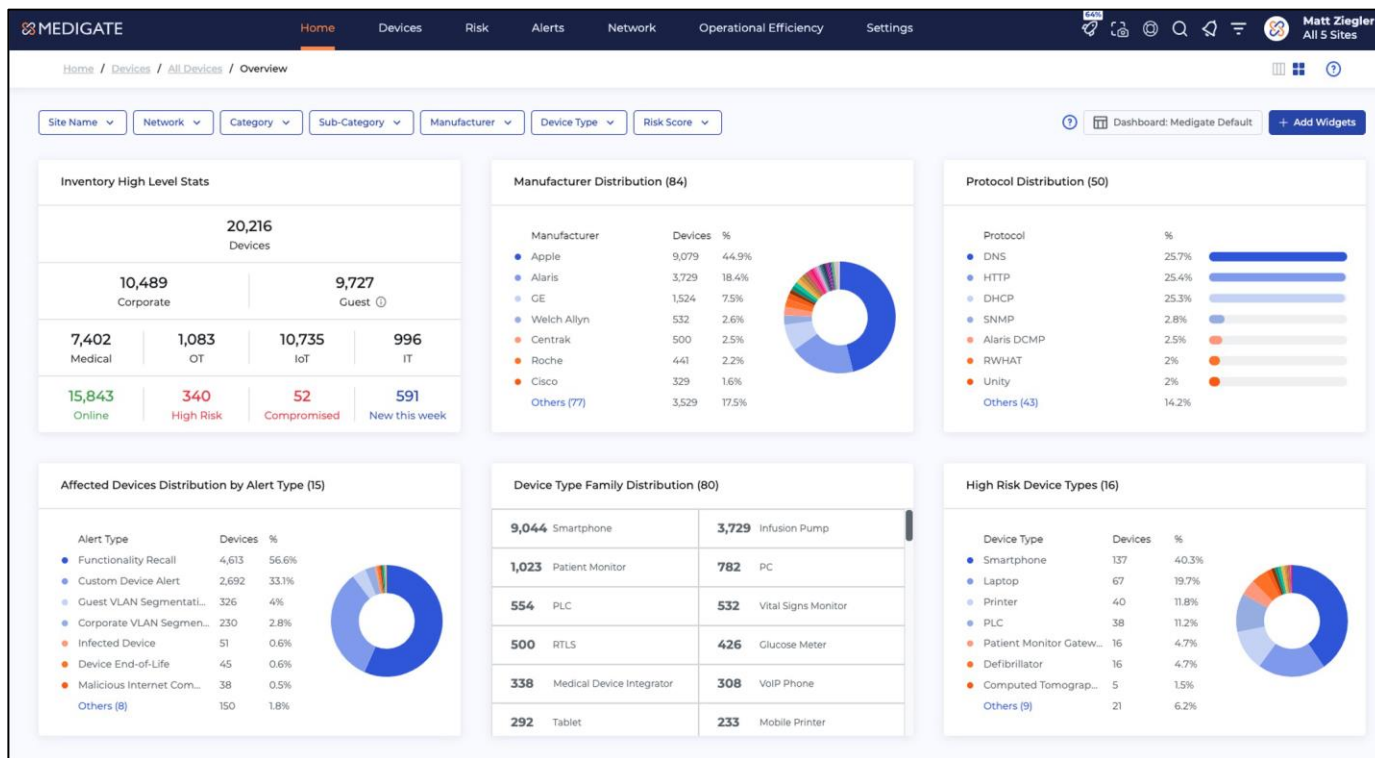 MEDIGATE
Home Devices Risk Alerts Network Operational Efficiency Settings
64%
Matt Ziegler
All 5 Sites
Home / Devices / All Devices / Overview
Site Name Network Category Sub-Category Manufacturer Device Type Risk Score
Dashboard: Medigate Default + Add Widgets
Inventory High Level Stats
20,216
Devices
10,489 9,727
Corporate Guest
7,402 1,083 10,735 996
Medical OT IoT IT
15,843 340 52 591
Online High Risk Compromised New this week
Manufacturer Distribution (84)
Manufacturer Devices %
Apple 9,079 44.9%
Alaris 3,729 18.4%
GE 1,524 7.5%
Welch Allyn 532 2.6%
Centrak 500 2.5%
Roche 441 2.2%
Cisco 329 1.6%
Others (77) 3,529 17.5%
Protocol Distribution (50)
Protocol %
DNS 25.7%
HTTP 25.4%
DHCP 25.3%
SNMP 2.8%
Alaris DCMP 2.5%
RWHAT 2%
Unity 2%
Others (43) 14.2%
Affected Devices Distribution by Alert Type (15)
Alert Type Devices %
Functionality Recall 4,613 56.6%
Custom Device Alert 2,692 33.1%
Guest VLAN Segmentati... 326 4%
Corporate VLAN Segmen... 230 2.8%
Infected Device 51 0.6%
Device End-of-Life 45 0.6%
Malicious Internet Com... 38 0.5%
Others (8) 150 1.8%
Device Type Family Distribution (80)
9,044 Smartphone 3,729 Infusion Pump
1,023 Patient Monitor 782 PC
554 PLC 532 Vital Signs Monitor
500 RTLS 426 Glucose Meter
338 Medical Device Integrator 308 VoIP Phone
292 Tablet 233 Mobile Printer
High Risk Device Types (16)
Device Type Devices %
Smartphone 137 40.3%
Laptop 67 19.7%
Printer 40 11.8%
PLC 38 11.2%
Patient Monitor Gatew... 16 4.7%
Defibrillator 16 4.7%
Computed Tomograp... 5 1.5%
Others (9) 21 6.2%